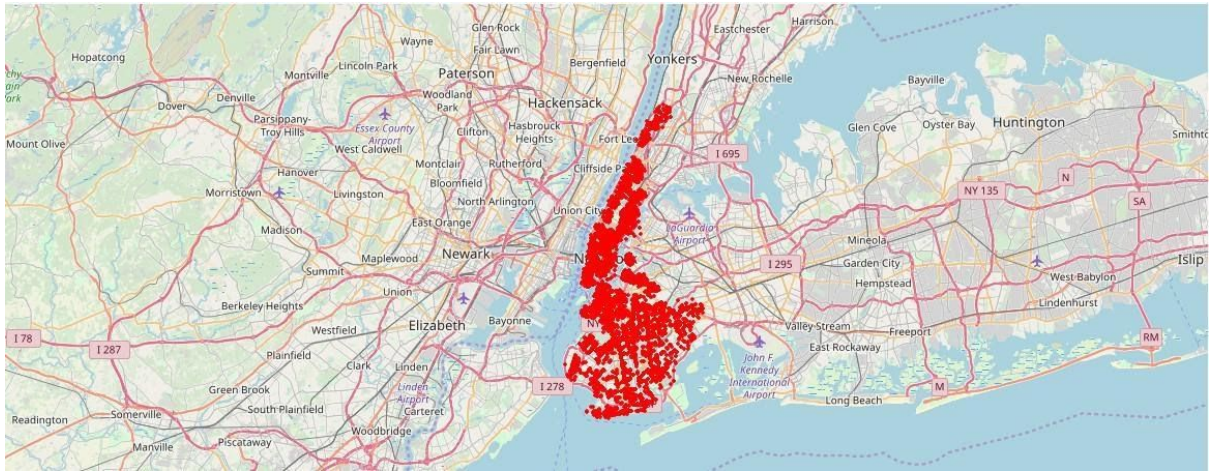 Glen Rock
Eastchester
Harrison
Wayne
Fair Lawn
Hopatcong
Lincoln Park
Bergenfield
Yonkers
Montville
Paterson
New Rochelle
Bayville
Woodland
Park
Hackensack
Denville
Dover
Parsippany-
Troy Hills
Essex County
Airport
Clifton
Hasbrouck
Heights
Fort Lee
Glen Cove
Oyster Bay
Huntington
Mount Olive
West Caldwell
Hanover
Montclair
Rutherford
Cliffside
I 695
Morristown
Livingston
Bloomfield
North Arlington
N
NY 135
SA
Union City
East Orange
LaGuardia
Airport
Madison
Newark
Mineola
Maplewood
I 295
Garden City
Summit
West Babylon
Islip
Union
Hempstead
Berkeley Heights
Lindenhurst
Bayonne
Elizabeth
NY
Valley Stream
Freeport
Westfield
I 78
I 287
Plainfield
Clark
Linden
East Rockaway
RM
John F.
Kennedy
International
Airport
Green Brook
Linden
Airport
I 278
M
Long Beach
South Plainfield
Carteret
Readington
Somerville
Woodbridge
Manville
Piscataway